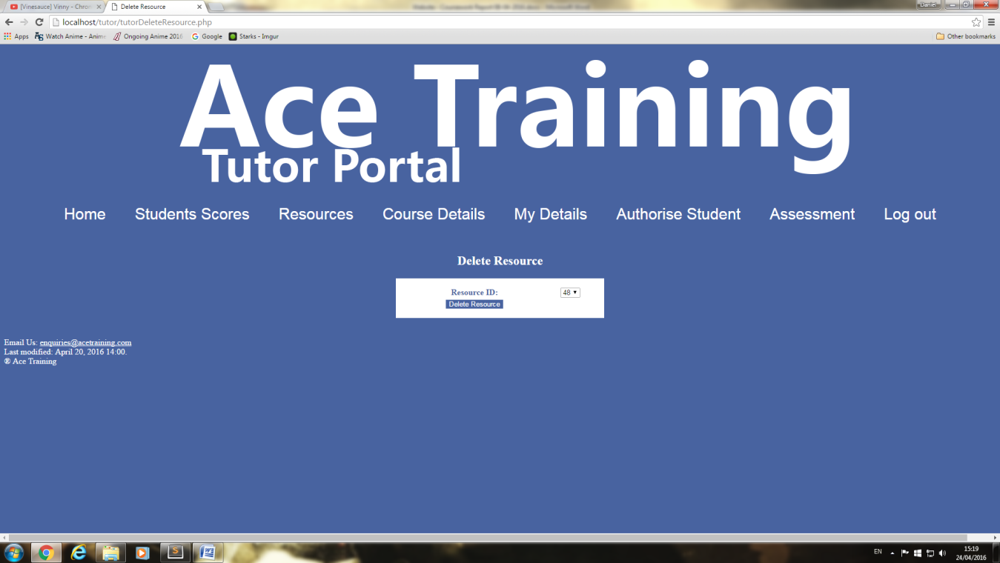 [Vinesauce] Vinny - Chro
Delete Resource
Daniel
localhost/tutor/tutorDeleteResource.php
Apps
Watch Anime - Anime
Ongoing Anime 2016
Google
Starks - Imgur
Other bookmarks
Ace Training
Tutor Portal
Home Students Scores Resources Course Details My Details Authorise Student Assessment Log out
Delete Resource
Resource ID: 48
Delete Resource
Email Us: enquiries@acetraining.com
Last modified: April 20, 2016 14:00.
® Ace Training
EN
15:19
24/04/2016